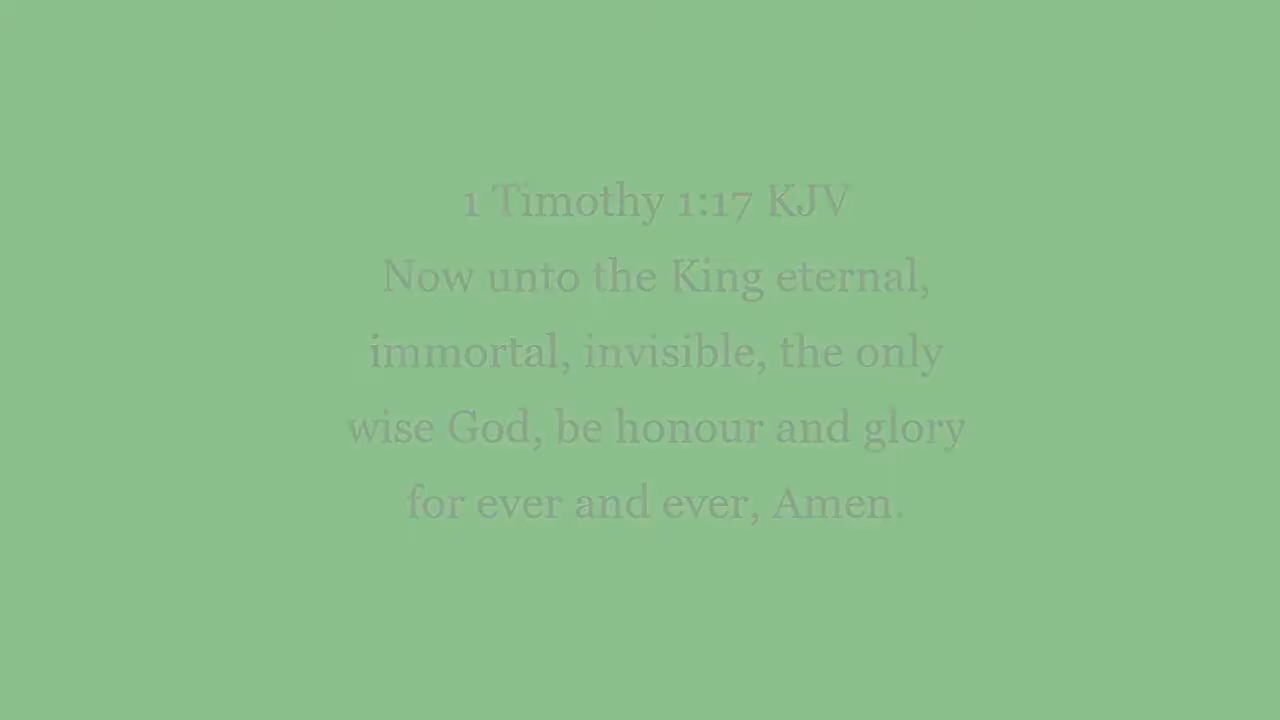 1 Timothy 1:17 KJV
Now unto the King eternal,
immortal, invisible, the only
wise God, be honour and glory
for ever and ever, Amen.